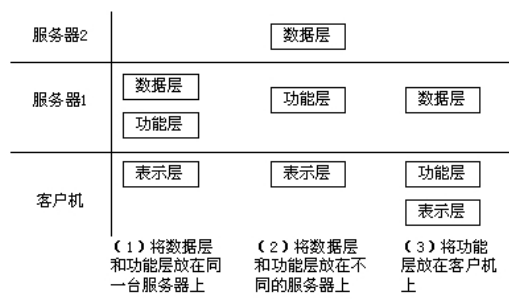 服务器2
数据层
服务器1
数据层
功能层
数据层
功能层
客户机
表示层
表示层
功能层
表示层
（1）将数据层
和功能层放在同
一台服务器上
（2）将数据层
和功能层放在不
同的服务器上
（3）将功能
层放在客户机
上